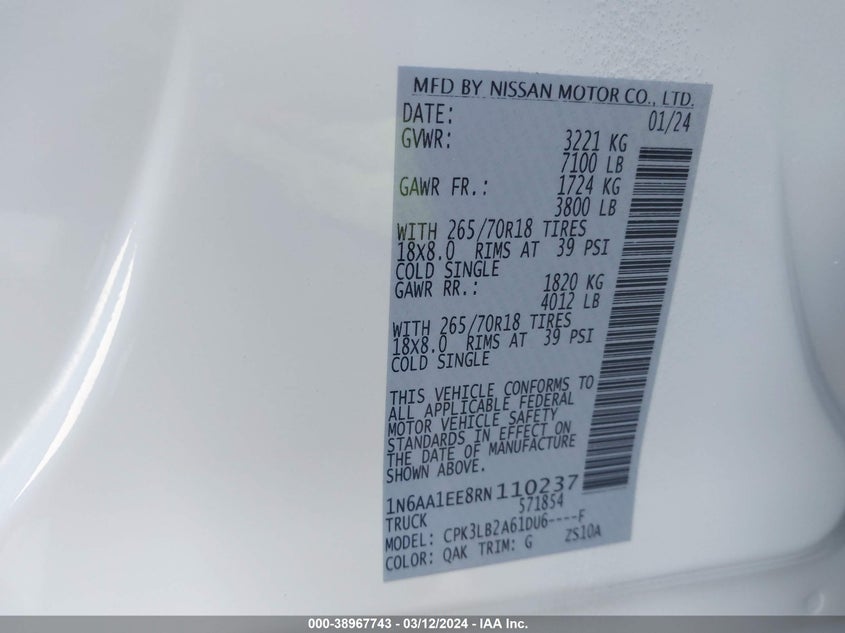 MFD BY NISSAN MOTOR CO., LTD.
DATE: 01/24
GVWR: 3221 KG
7100 LB
GAWR FR.: 1724 KG
3800 LB
WITH 265/70R18 TIRES
18X8.0 RIMS AT 39 PSI
COLD SINGLE
GAWR RR.: 1820 KG
4012 LB
WITH 265/70R18 TIRES
18X8.0 RIMS AT 39 PSI
COLD SINGLE
THIS VEHICLE CONFORMS TO
ALL APPLICABLE FEDERAL
MOTOR VEHICLE SAFETY
STANDARDS IN EFFECT ON
THE DATE OF MANUFACTURE
SHOWN ABOVE.
1N6AA1EE8RN110237
TRUCK 571854
MODEL: CPK3LB2A61DU6----F
COLOR: QAK TRIM: G ZS10A
000-38967743 / 03/12/2024 - IAA Inc.